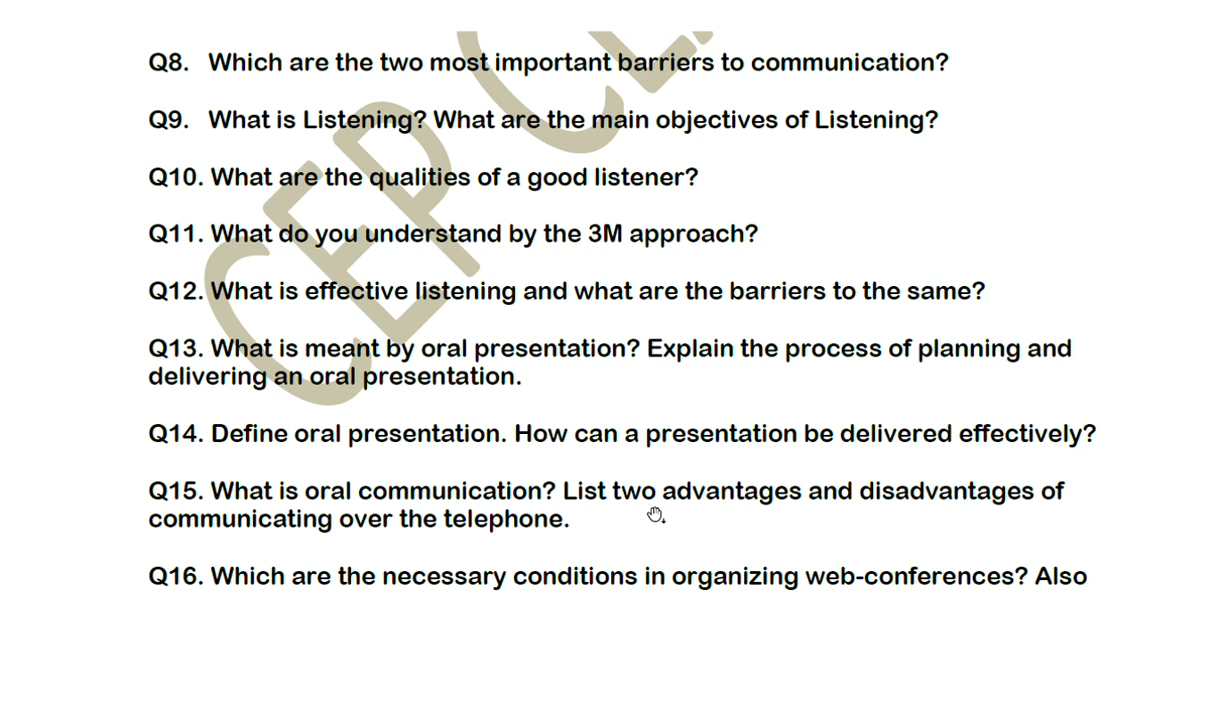 Q8. Which are the two most important barriers to communication?
Q9. What is Listening? What are the main objectives of Listening?
Q10. What are the qualities of a good listener?
Q11. What do you understand by the 3M approach?
Q12. What is effective listening and what are the barriers to the same?
Q13. What is meant by oral presentation? Explain the process of planning and
delivering an oral presentation.
Q14. Define oral presentation. How can a presentation be delivered effectively?
Q15. What is oral communication? List two advantages and disadvantages of
communicating over the telephone.
Q16. Which are the necessary conditions in organizing web-conferences? Also
CEP